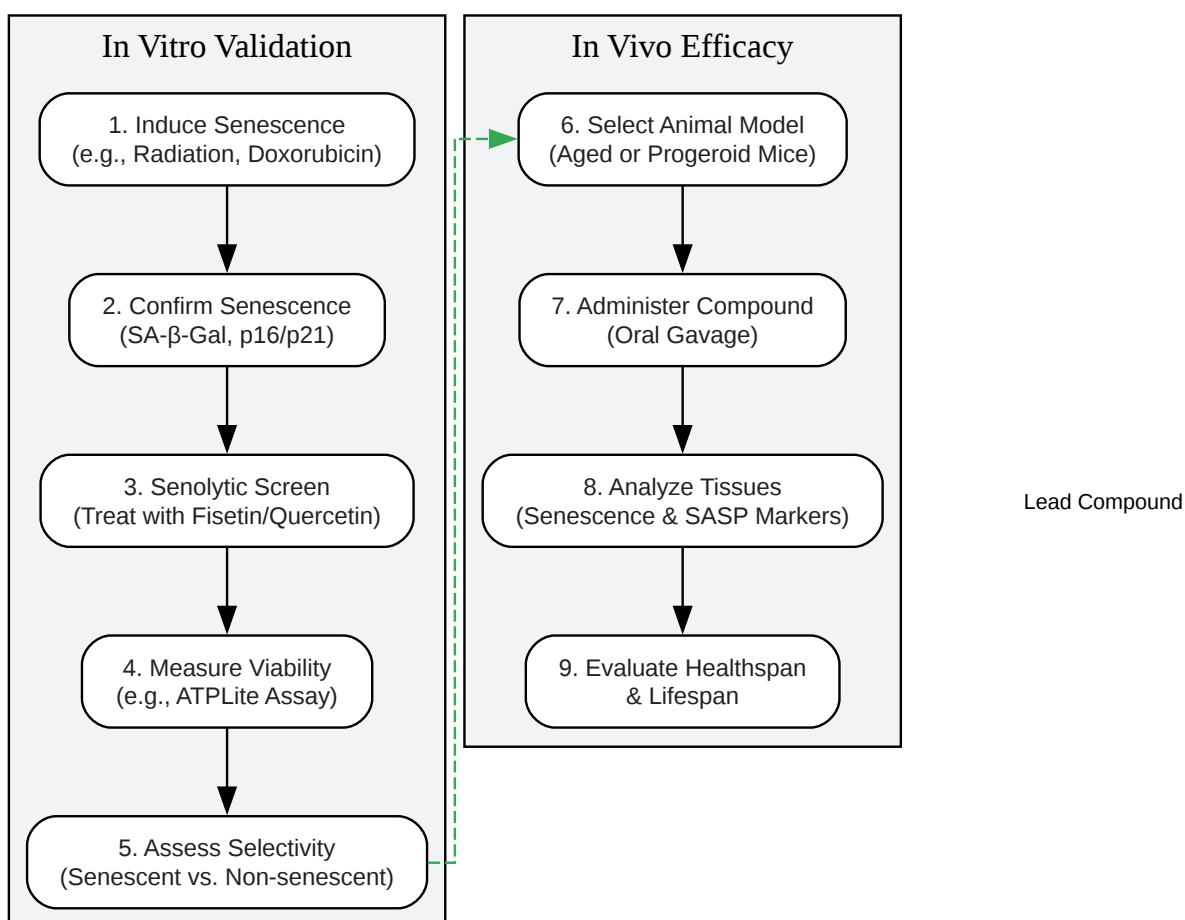 In Vitro Validation
1. Induce Senescence
(e.g., Radiation, Doxorubicin)
2. Confirm Senescence
(SA-β-Gal, p16/p21)
3. Senolytic Screen
(Treat with Fisetin/Quercetin)
4. Measure Viability
(e.g., ATPLite Assay)
5. Assess Selectivity
(Senescent vs. Non-senescent)
In Vivo Efficacy
6. Select Animal Model
(Aged or Progeroid Mice)
7. Administer Compound
(Oral Gavage)
8. Analyze Tissues
(Senescence & SASP Markers)
9. Evaluate Healthspan
& Lifespan
Lead Compound